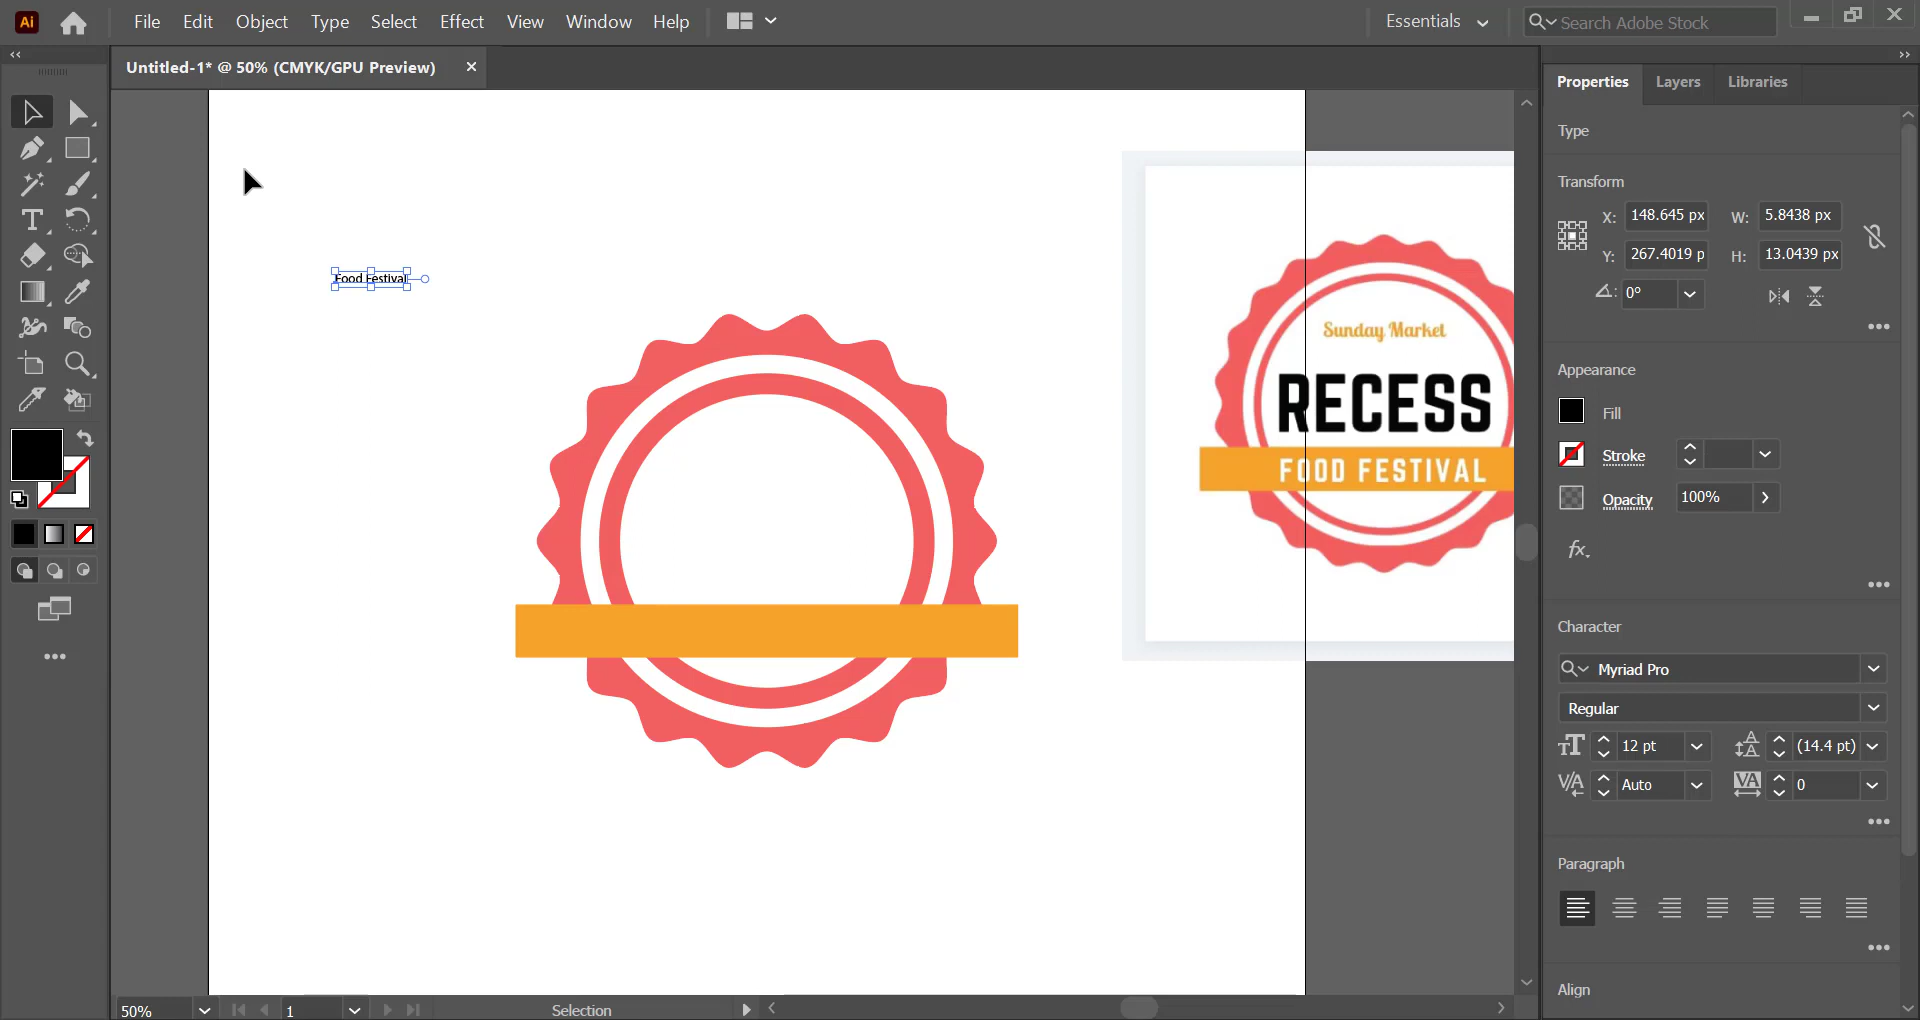 Ai File Edit Object Type Select Effect View Window Help Essentials Search Adobe Stock
Untitled-1* @ 50% (CMYK/GPU Preview)
Properties Layers Libraries
Type
Transform
X: 148.645 px W: 5.8438 px
Y: 267.4019 p H: 13.0439 px
0°
Appearance
Fill
Stroke
Opacity 100%
fx.
Character
Myriad Pro
Regular
12 pt (14.4 pt)
Auto 0
Paragraph
Align
Food Festival
Sunday Market
RECESS
FOOD FESTIVAL
50% 1 Selection